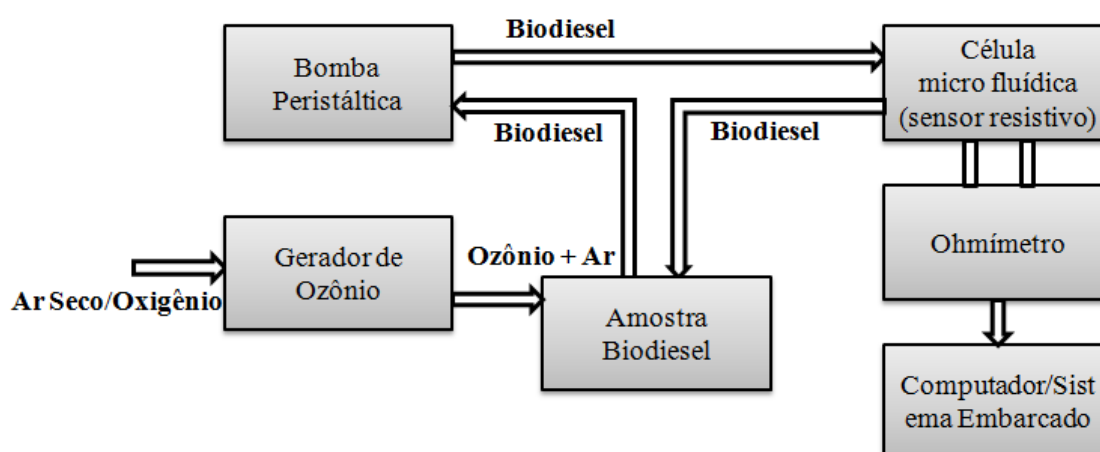 Biodiesel
Bomba
Peristáltica
Célula
micro fluídica
(sensor resistivo)
Biodiesel
Biodiesel
Gerador de
Ozônio
Ozônio + Ar
Ohmímetro
Ar Seco/Oxigênio
Amostra
Biodiesel
Computador/Sist
ema Embarcado